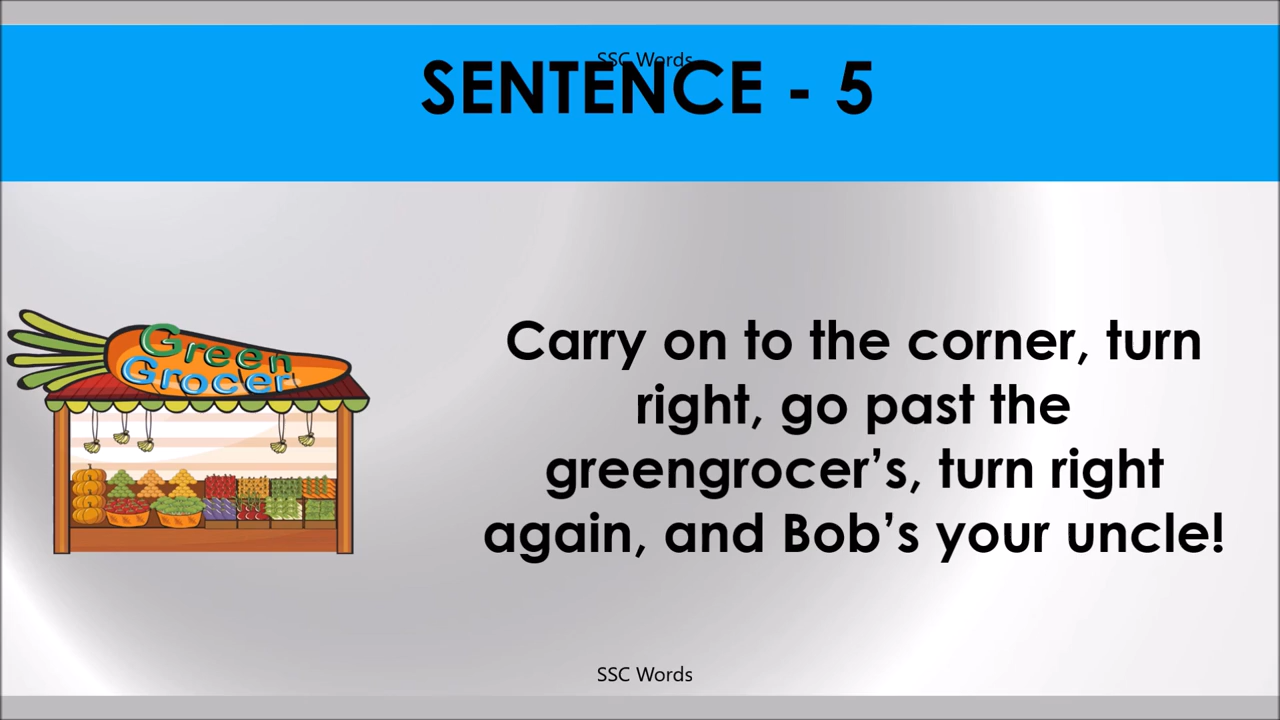 SSC Words
SENTENCE - 5
Green
Grocer
Carry on to the corner, turn
right, go past the
greengrocer’s, turn right
again, and Bob’s your uncle!
SSC Words